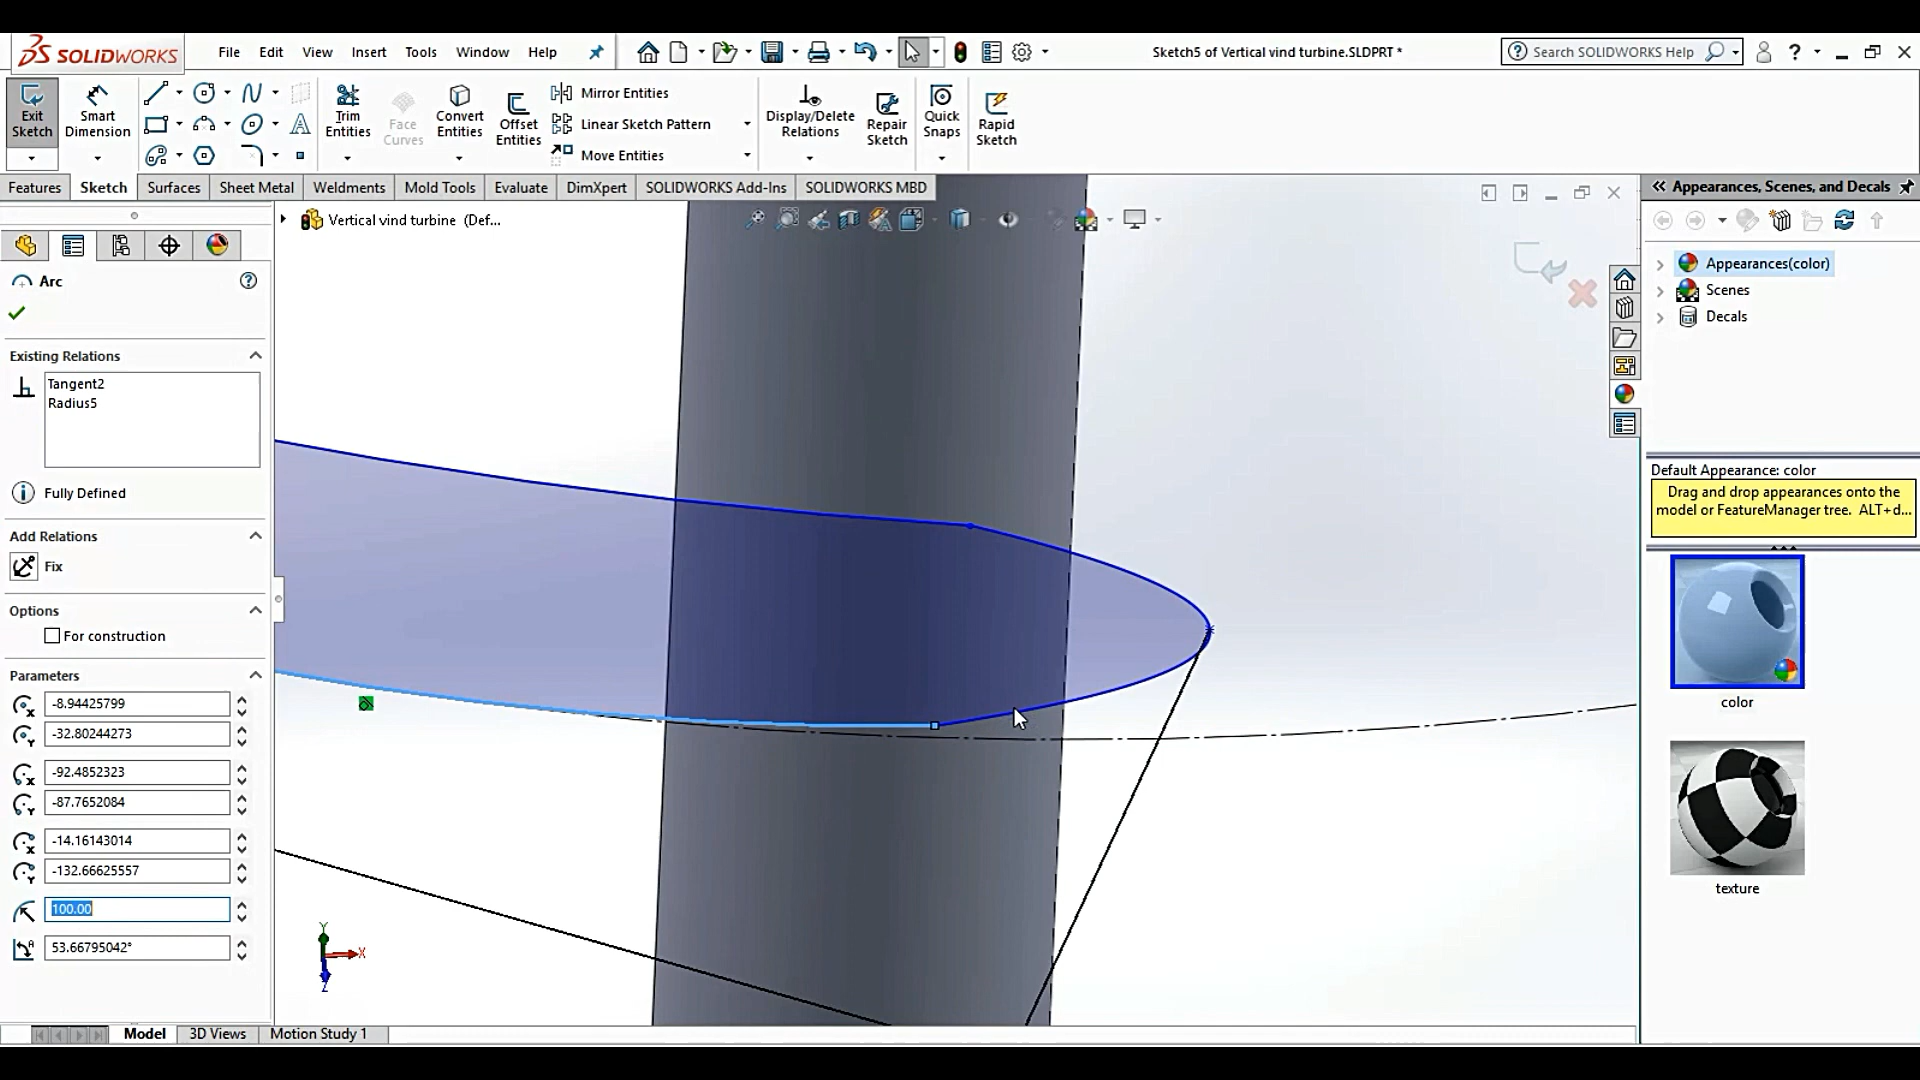 SOLIDWORKS
File Edit View Insert Tools Window Help
Sketch5 of Vertical vind turbine.SLDPRT *
Search SOLIDWORKS Help
Exit Sketch
Smart Dimension
Trim Entities
Face Curves
Convert Entities
Offset Entities
Mirror Entities
Linear Sketch Pattern
Move Entities
Display/Delete Relations
Repair Sketch
Quick Snaps
Rapid Sketch
Features Sketch Surfaces Sheet Metal Weldments Mold Tools Evaluate DimXpert SOLIDWORKS Add-Ins SOLIDWORKS MBD
Vertical vind turbine (Def...
Arc
Existing Relations
Tangent2
Radius5
Fully Defined
Add Relations
Fix
Options
For construction
Parameters
-8.94425799
-32.80244273
-92.4852323
-87.7652084
-14.16143014
-132.66625557
100.00
53.66795042°
Y
X
Z
Model 3D Views Motion Study 1
Appearances, Scenes, and Decals
Appearances(color)
Scenes
Decals
Default Appearance: color
Drag and drop appearances onto the
model or FeatureManager tree. ALT+d...
color
texture